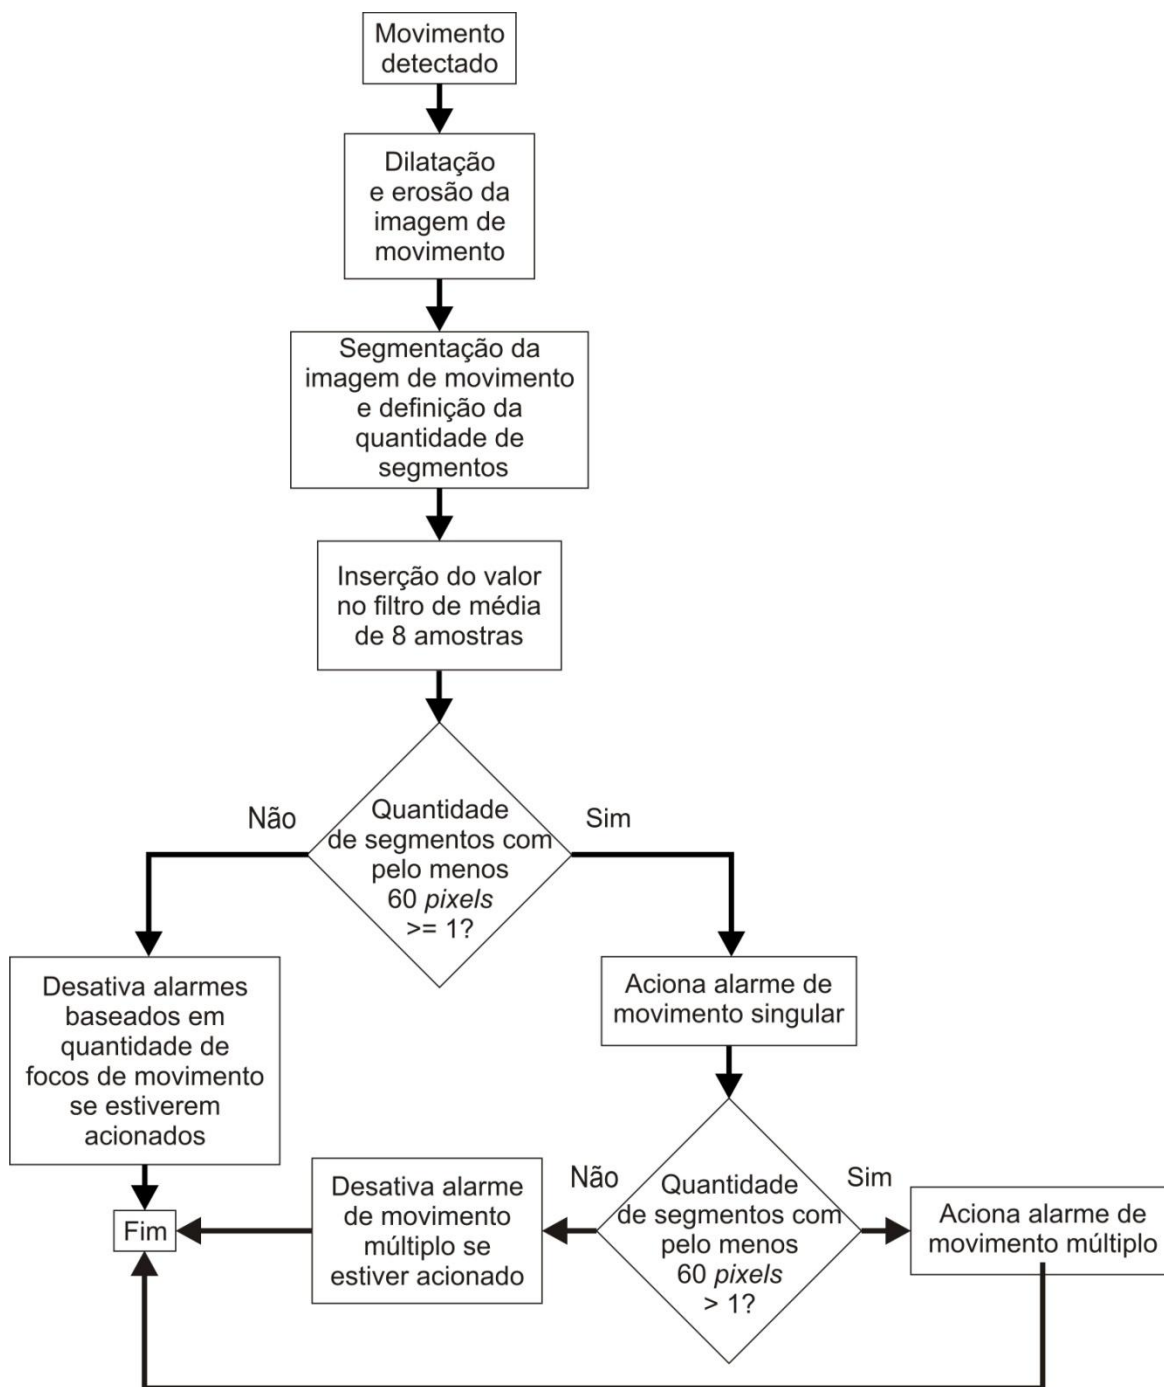 Movimento
detectado
Dilatação
e erosão da
imagem de
movimento
Segmentação da
imagem de movimento
e definição da
quantidade de
segmentos
Inserção do valor
no filtro de média
de 8 amostras
Não
Quantidade
de segmentos com
pelo menos
60 pixels
>= 1?
Sim
Desativa alarmes
baseados em
quantidade de
focos de movimento
se estiverem
acionados
Aciona alarme de
movimento singular
Fim
Desativa alarme
de movimento
múltiplo se
estiver acionado
Não
Quantidade
de segmentos com
pelo menos
60 pixels
> 1?
Sim
Aciona alarme de
movimento múltiplo